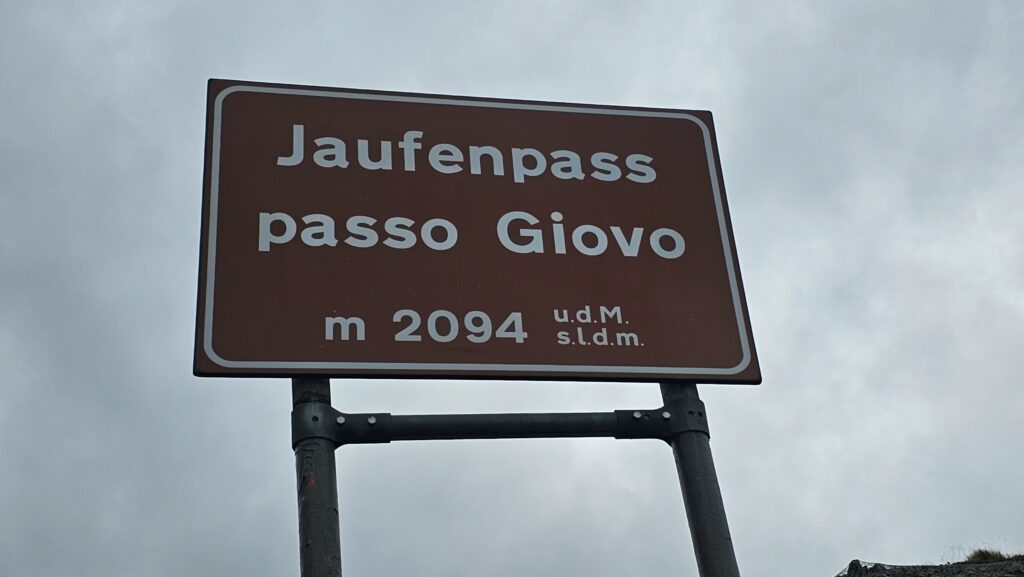 Jaufenpass
passo Giovo
m 2094 u.d.M.
s.l.d.m.